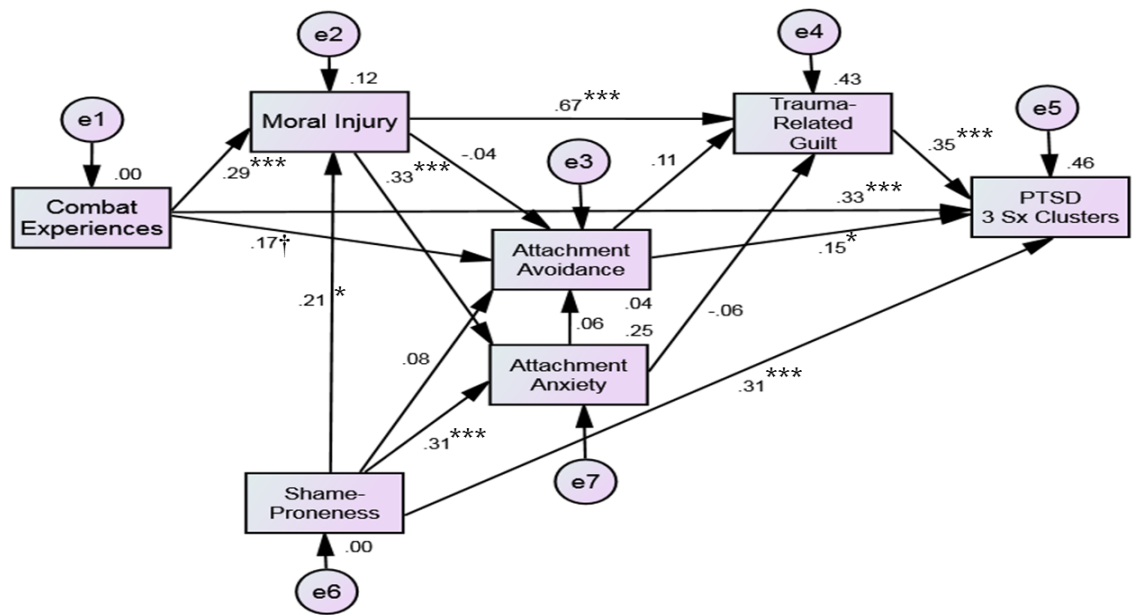 e2
e4
.12
.43
e1
Moral Injury
.67***
Trauma-
Related
Guilt
e5
.00
.29***
.33***
-.04
e3
.11
.35***
.46
Combat
Experiences
.33***
PTSD
3 Sx Clusters
.17†
Attachment
Avoidance
.15*
.21*
.04
.06
.25
-.06
.08
Attachment
Anxiety
.31***
.31***
e7
Shame-
Proneness
.00
e6